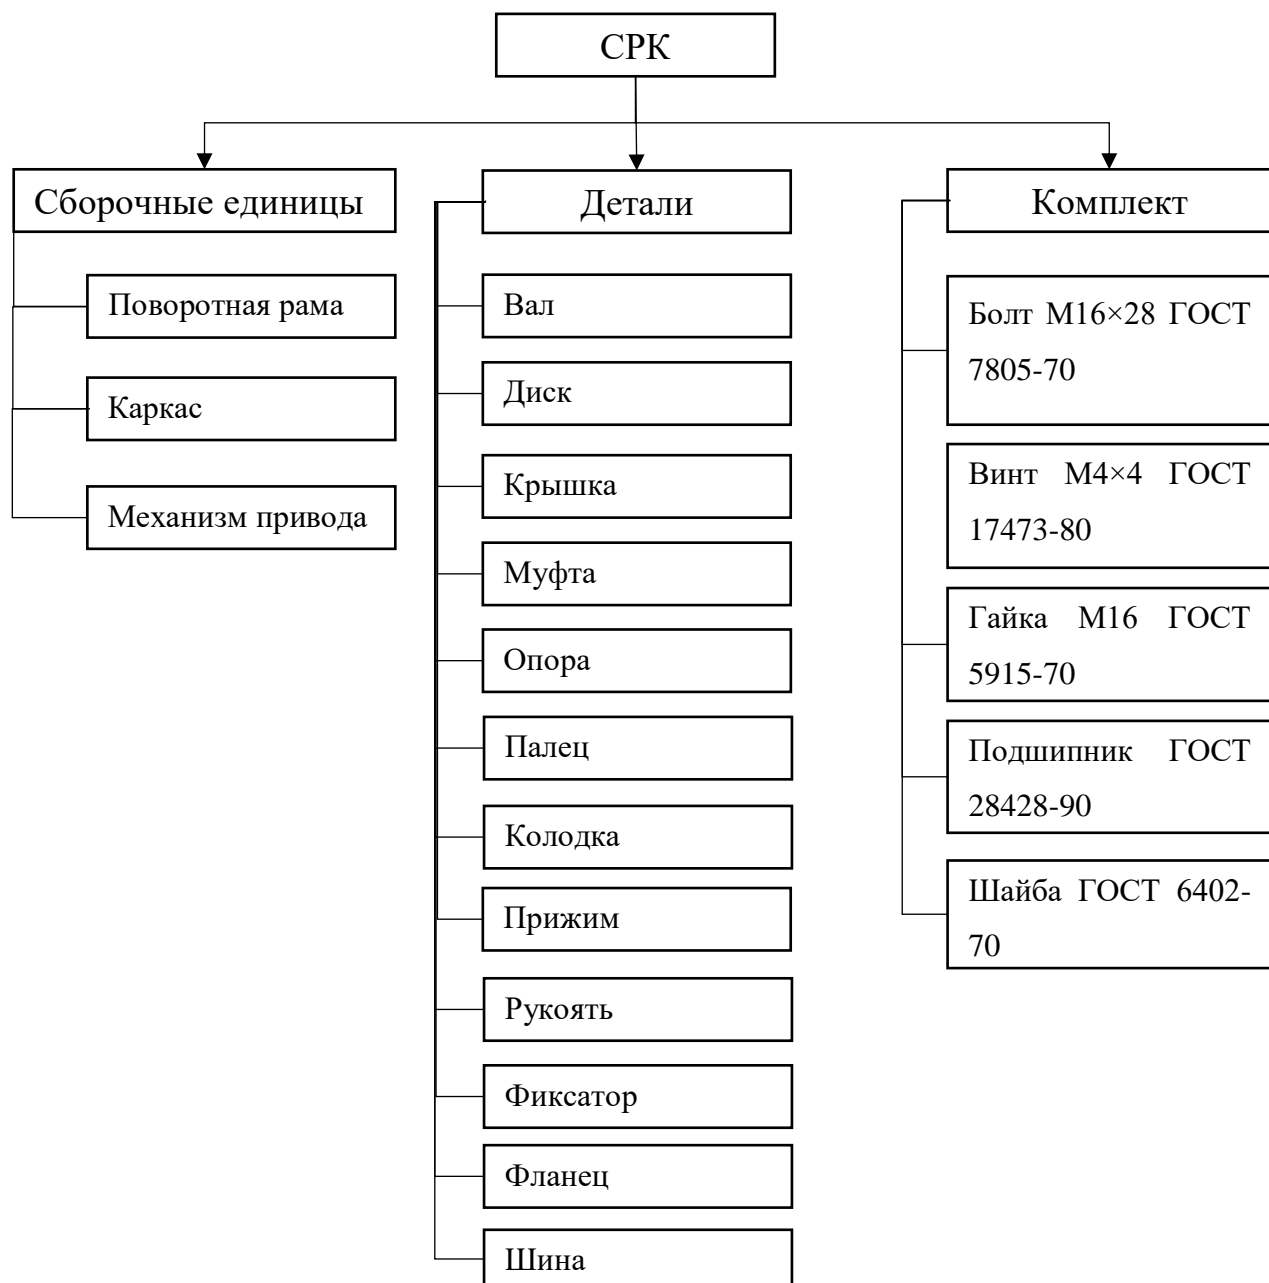 СРК
Сборочные единицы
Поворотная рама
Каркас
Механизм привода
Детали
Вал
Диск
Крышка
Муфта
Опора
Палец
Колодка
Прижим
Рукоять
Фиксатор
Фланец
Шина
Комплект
Болт М16×28 ГОСТ
7805-70
Винт М4×4 ГОСТ
17473-80
Гайка М16 ГОСТ
5915-70
Подшипник ГОСТ
28428-90
Шайба ГОСТ 6402-
70